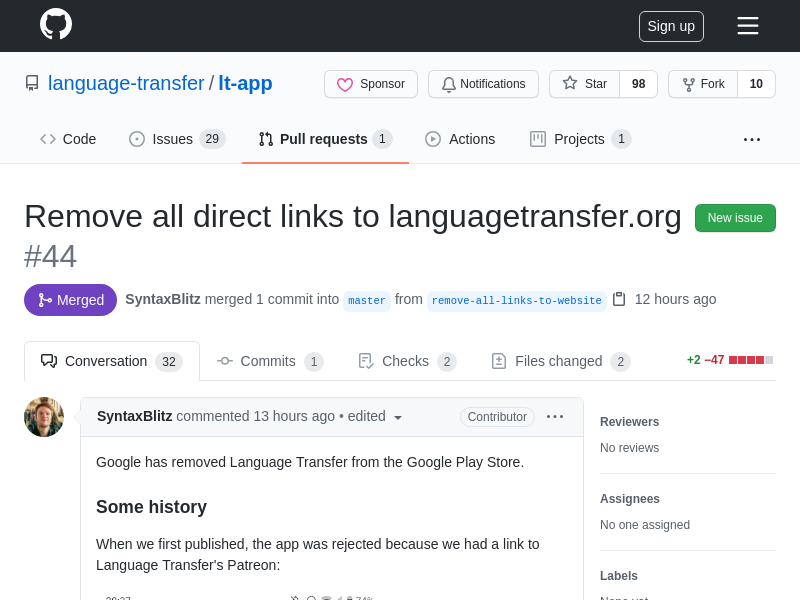 Sign up
language-transfer / lt-app
Sponsor
Notifications
Star 98
Fork 10
Code
Issues 29
Pull requests 1
Actions
Projects 1
Remove all direct links to languagetransfer.org
#44
New issue
Merged
SyntaxBlitz merged 1 commit into master from remove-all-links-to-website 12 hours ago
Conversation 32
Commits 1
Checks 2
Files changed 2
+2 −47
SyntaxBlitz commented 13 hours ago • edited
Contributor
Google has removed Language Transfer from the Google Play Store.
Some history
When we first published, the app was rejected because we had a link to
Language Transfer's Patreon:
Reviewers
No reviews
Assignees
No one assigned
Labels